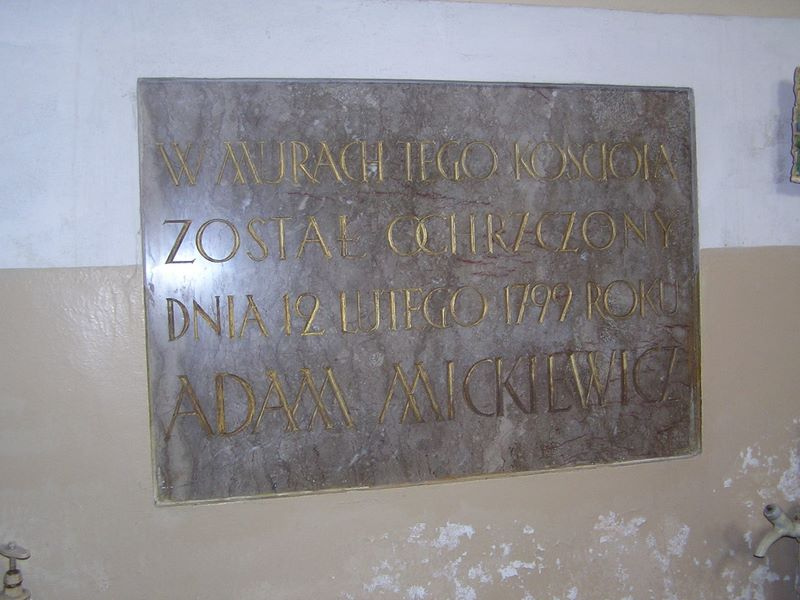 W MURACH TEGO KOŚCIOŁA
ZOSTAŁ OCHRZCZONY
DNIA 12 LUTEGO 1799 ROKU
ADAM MICKIEWICZ